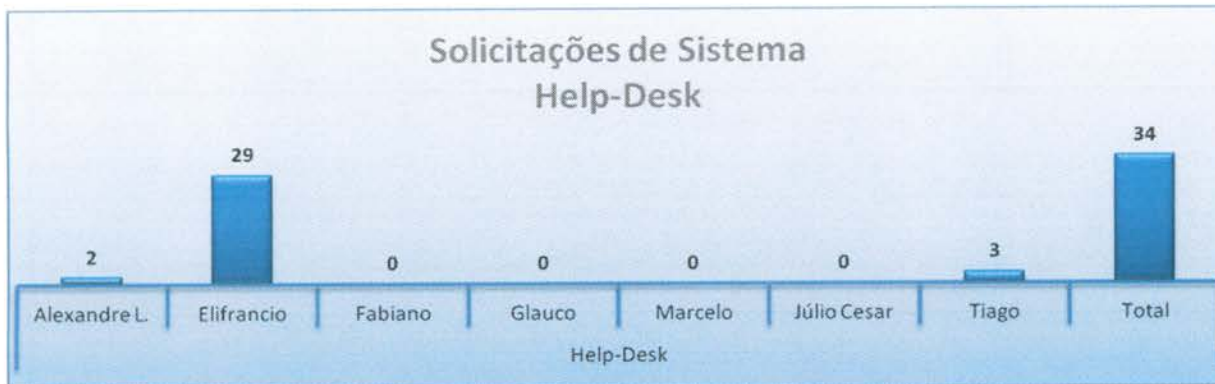 Solicitações de Sistema
Help-Desk
2
29
0
0
0
0
3
34
Alexandre L.
Elifrancio
Fabiano
Glauco
Marcelo
Júlio Cesar
Tiago
Total
Help-Desk